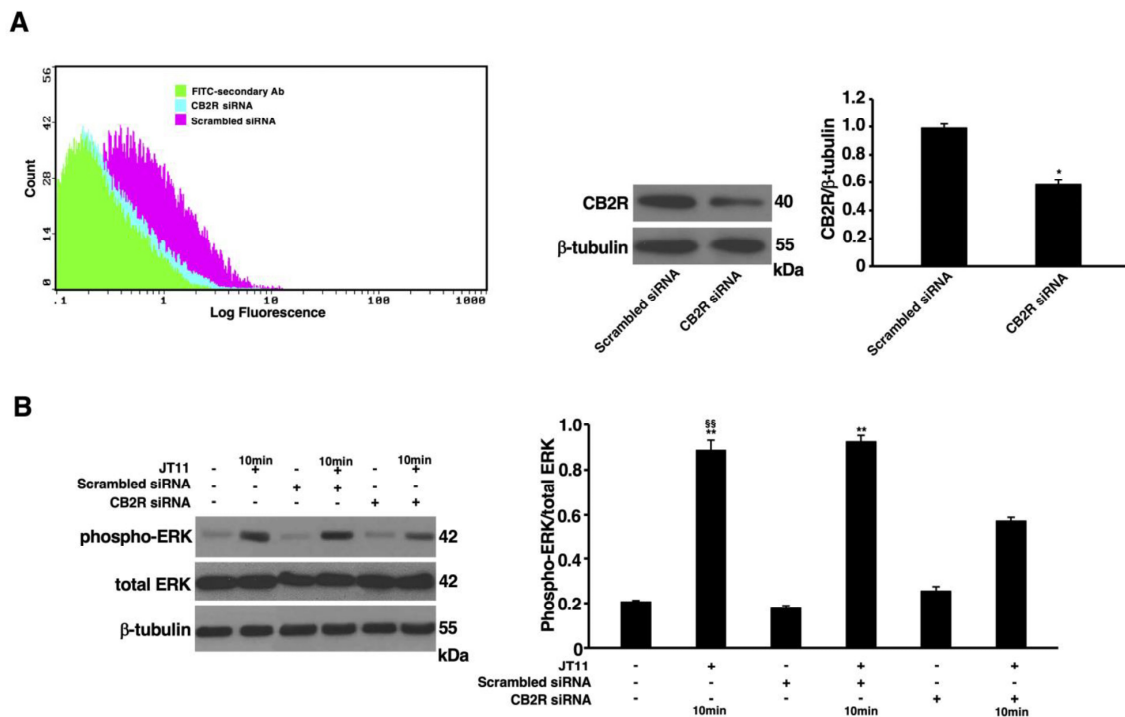 A
56
42
28
14
0
Count
FITC-secondary Ab
CB2R siRNA
Scrambled siRNA
.1 1 10 100 1000
Log Fluorescence
CB2R 40
β-tubulin 55
kDa
Scrambled siRNA
CB2R siRNA
1.2
1.0
0.8
0.6
0.4
0.2
0
CB2R/β-tubulin
*
Scrambled siRNA
CB2R siRNA
B
10min 10min 10min
JT11 - + - + - +
Scrambled siRNA - - + + - -
CB2R siRNA - - - - + +
phospho-ERK 42
total ERK 42
β-tubulin 55
kDa
1.0
0.8
0.6
0.4
0.2
0
Phospho-ERK/total ERK
§§
**
**
JT11 - + - + - +
Scrambled siRNA - - + + - -
CB2R siRNA - - - - + +
10min 10min 10min